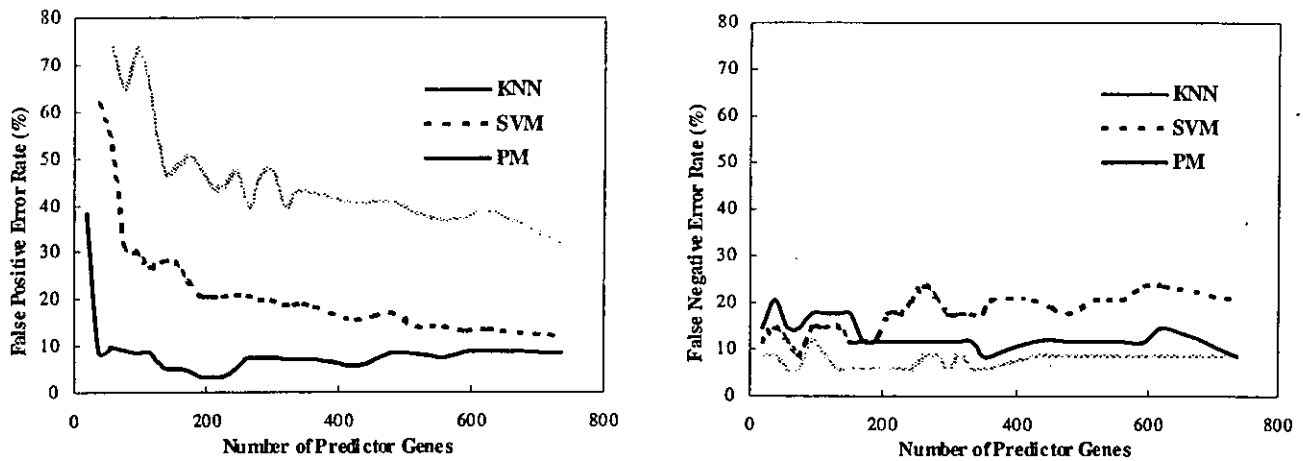 80
70
60
50
40
30
20
10
0
False Positive Error Rate (%)
KNN
SVM
PM
0 200 400 600 800
Number of Predictor Genes
80
70
60
50
40
30
20
10
0
False Negative Error Rate (%)
KNN
SVM
PM
0 200 400 600 800
Number of Predictor Genes